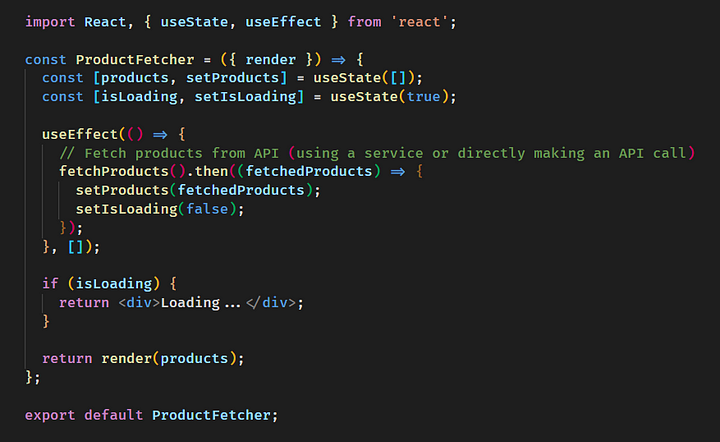 import React, { useState, useEffect } from 'react';
const ProductFetcher = ({ render }) => {
const [products, setProducts] = useState([]);
const [isLoading, setIsLoading] = useState(true);
useEffect(() => {
// Fetch products from API (using a service or directly making an API call)
fetchProducts().then((fetchedProducts) => {
setProducts(fetchedProducts);
setIsLoading(false);
});
}, []);
if (isLoading) {
return <div>Loading...</div>;
}
return render(products);
};
export default ProductFetcher;